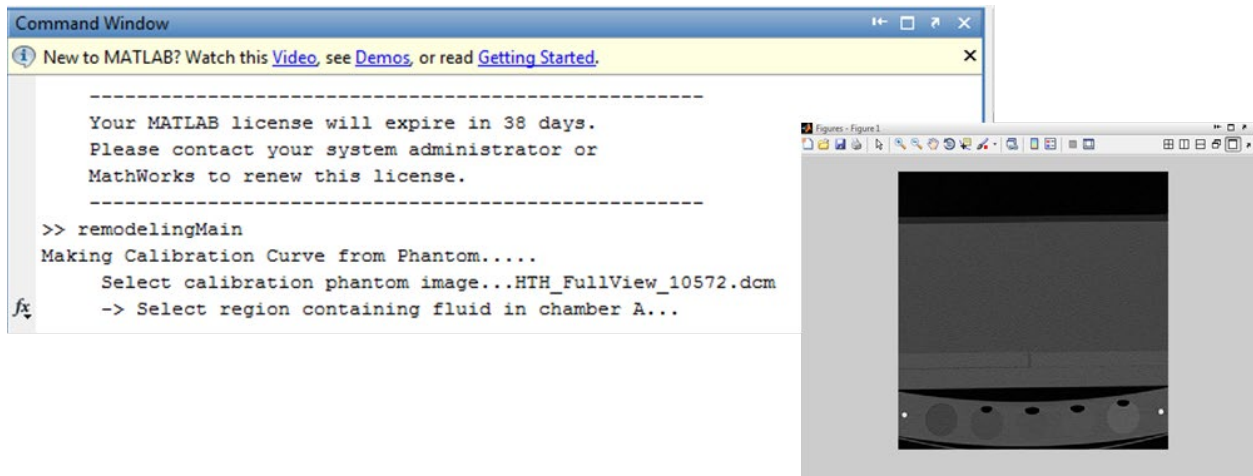 Command Window
New to MATLAB? Watch this Video, see Demos, or read Getting Started.
----------------------------------------------------
Your MATLAB license will expire in 38 days.
Please contact your system administrator or
MathWorks to renew this license.
----------------------------------------------------
>> remodelingMain
Making Calibration Curve from Phantom.....
Select calibration phantom image...HTH_FullView_10572.dcm
fx -> Select region containing fluid in chamber A...
Figures - Figure 1